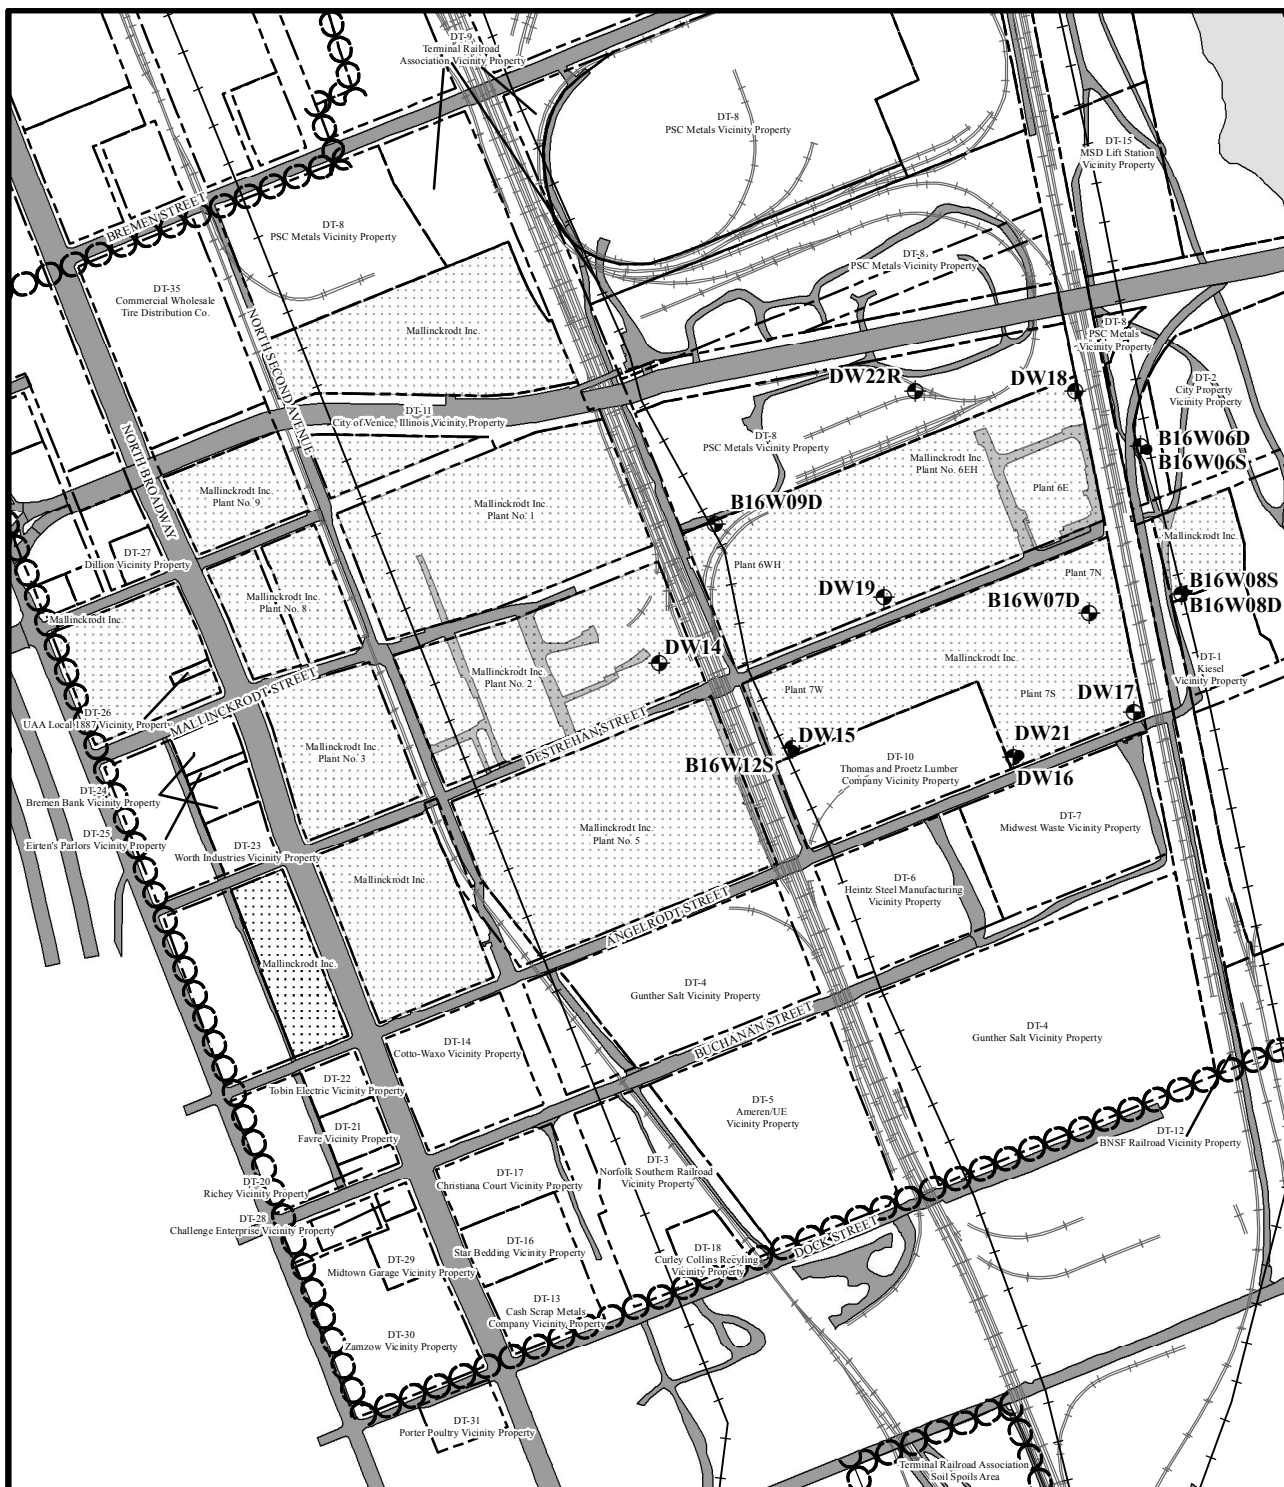 DT-9
Terminal Railroad
Association Vicinity Property
DT-8
PSC Metals Vicinity Property
DT-15
MSD Lift Station
Vicinity Property
BREMEN STREET
DT-8
PSC Metals Vicinity Property
DT-8
PSC Metals Vicinity Property
DT-35
Commercial Wholesale
Tire Distribution Co.
NORTH SECOND AVENUE
Mallinckrodt Inc.
DT-8
PSC Metals
Vicinity Property
DW22R
DW18
DT-2
City Property
Vicinity Property
DT-11
City of Venice, Illinois Vicinity Property
NORTH BROADWAY
DT-8
PSC Metals Vicinity Property
B16W06D
B16W06S
Mallinckrodt Inc.
Plant No. 6EH
Plant 6E
Mallinckrodt Inc.
Plant No. 9
Mallinckrodt Inc.
Plant No. 1
B16W09D
Mallinckrodt Inc.
DT-27
Dillion Vicinity Property
Plant 6WH
Plant 7N
DW19
B16W07D
B16W08S
B16W08D
Mallinckrodt Inc.
Plant No. 8
Mallinckrodt Inc.
DW14
Mallinckrodt Inc.
DT-1
Kiesel
Vicinity Property
Mallinckrodt Inc.
Plant No. 2
Plant 7W
Plant 7S
DW17
MALLINCKRODT STREET
DT-26
UAA Local 1887 Vicinity Property
DESTREHAN STREET
DW15
B16W12S
DW21
DW16
Mallinckrodt Inc.
Plant No. 3
DT-10
Thomas and Proetz Lumber
Company Vicinity Property
DT-24
Bremen Bank Vicinity Property
DT-25
Eirten's Parlors Vicinity Property
DT-23
Worth Industries Vicinity Property
Mallinckrodt Inc.
Plant No. 5
DT-7
Midwest Waste Vicinity Property
Mallinckrodt Inc.
DT-6
Heintz Steel Manufacturing
Vicinity Property
ANGELRODT STREET
Mallinckrodt Inc.
DT-4
Gunther Salt Vicinity Property
BUCHANAN STREET
DT-4
Gunther Salt Vicinity Property
DT-14
Cotto-Waxo Vicinity Property
DT-22
Tobin Electric Vicinity Property
DT-5
Ameren/UE
Vicinity Property
DT-21
Favre Vicinity Property
DT-12
BNSF Railroad Vicinity Property
DT-3
Norfolk Southern Railroad
Vicinity Property
DT-17
Christiana Court Vicinity Property
DT-20
Richey Vicinity Property
DT-28
Challenge Enterprise Vicinity Property
DOCK STREET
DT-16
Star Bedding Vicinity Property
DT-18
Curley Collins Recyling
Vicinity Property
DT-29
Midtown Garage Vicinity Property
DT-13
Cash Scrap Metals
Company Vicinity Property
DT-30
Zamzow Vicinity Property
DT-31
Porter Poultry Vicinity Property
Terminal Railroad Association
Soil Spoils Area